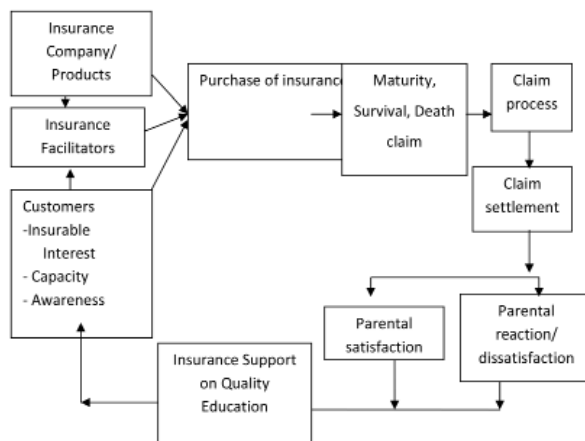 Insurance
Company/
Products
Insurance
Facilitators
Customers
-Insurable
Interest
- Capacity
- Awareness
Purchase of insurance
Maturity,
Survival, Death
claim
Claim
process
Claim
settlement
Parental
satisfaction
Parental
reaction/
dissatisfaction
Insurance Support
on Quality
Education